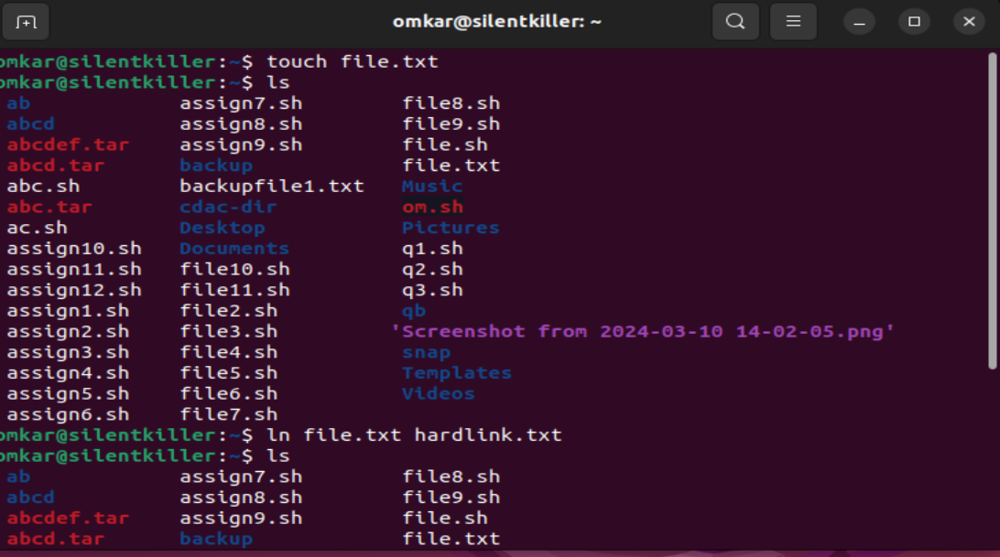 omkar@silentkiller: ~
omkar@silentkiller:~$ touch file.txt
omkar@silentkiller:~$ ls
ab assign7.sh file8.sh
abcd assign8.sh file9.sh
abcdef.tar assign9.sh file.sh
abcd.tar backup file.txt
abc.sh backupfile1.txt Music
abc.tar cdac-dir om.sh
ac.sh Desktop Pictures
assign10.sh Documents q1.sh
assign11.sh file10.sh q2.sh
assign12.sh file11.sh q3.sh
assign1.sh file2.sh qb
assign2.sh file3.sh 'Screenshot from 2024-03-10 14-02-05.png'
assign3.sh file4.sh snap
assign4.sh file5.sh Templates
assign5.sh file6.sh Videos
assign6.sh file7.sh
omkar@silentkiller:~$ ln file.txt hardlink.txt
omkar@silentkiller:~$ ls
ab assign7.sh file8.sh
abcd assign8.sh file9.sh
abcdef.tar assign9.sh file.sh
abcd.tar backup file.txt